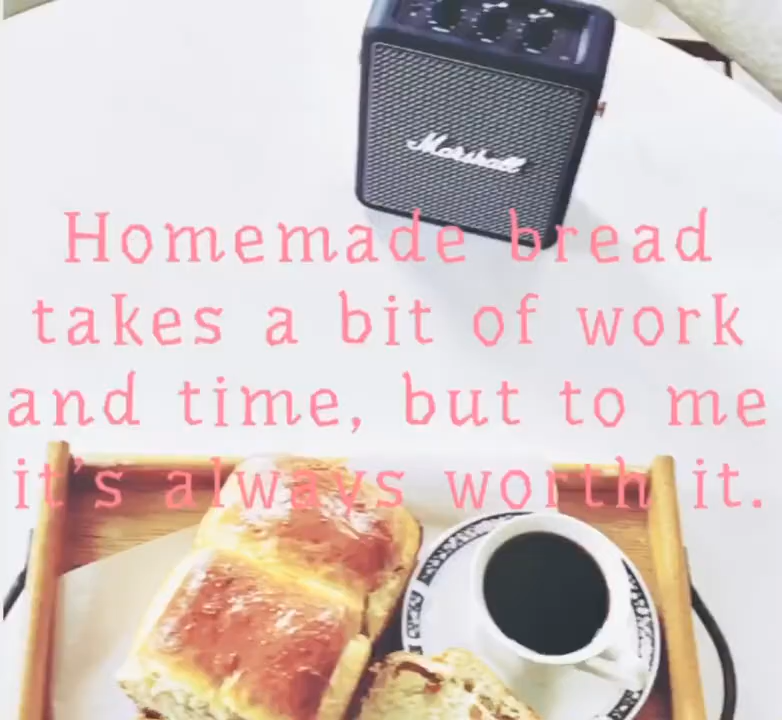 Marshall
Homemade bread
takes a bit of work
and time, but to me
it's always worth it.